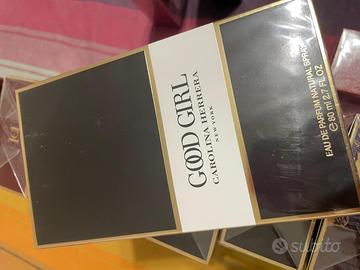 GOOD GIRL
CAROLINA HERRERA
NEW YORK
EAU DE PARFUM NATURAL SPRAY
℮ 80 ml 2.7 FL. OZ
subito